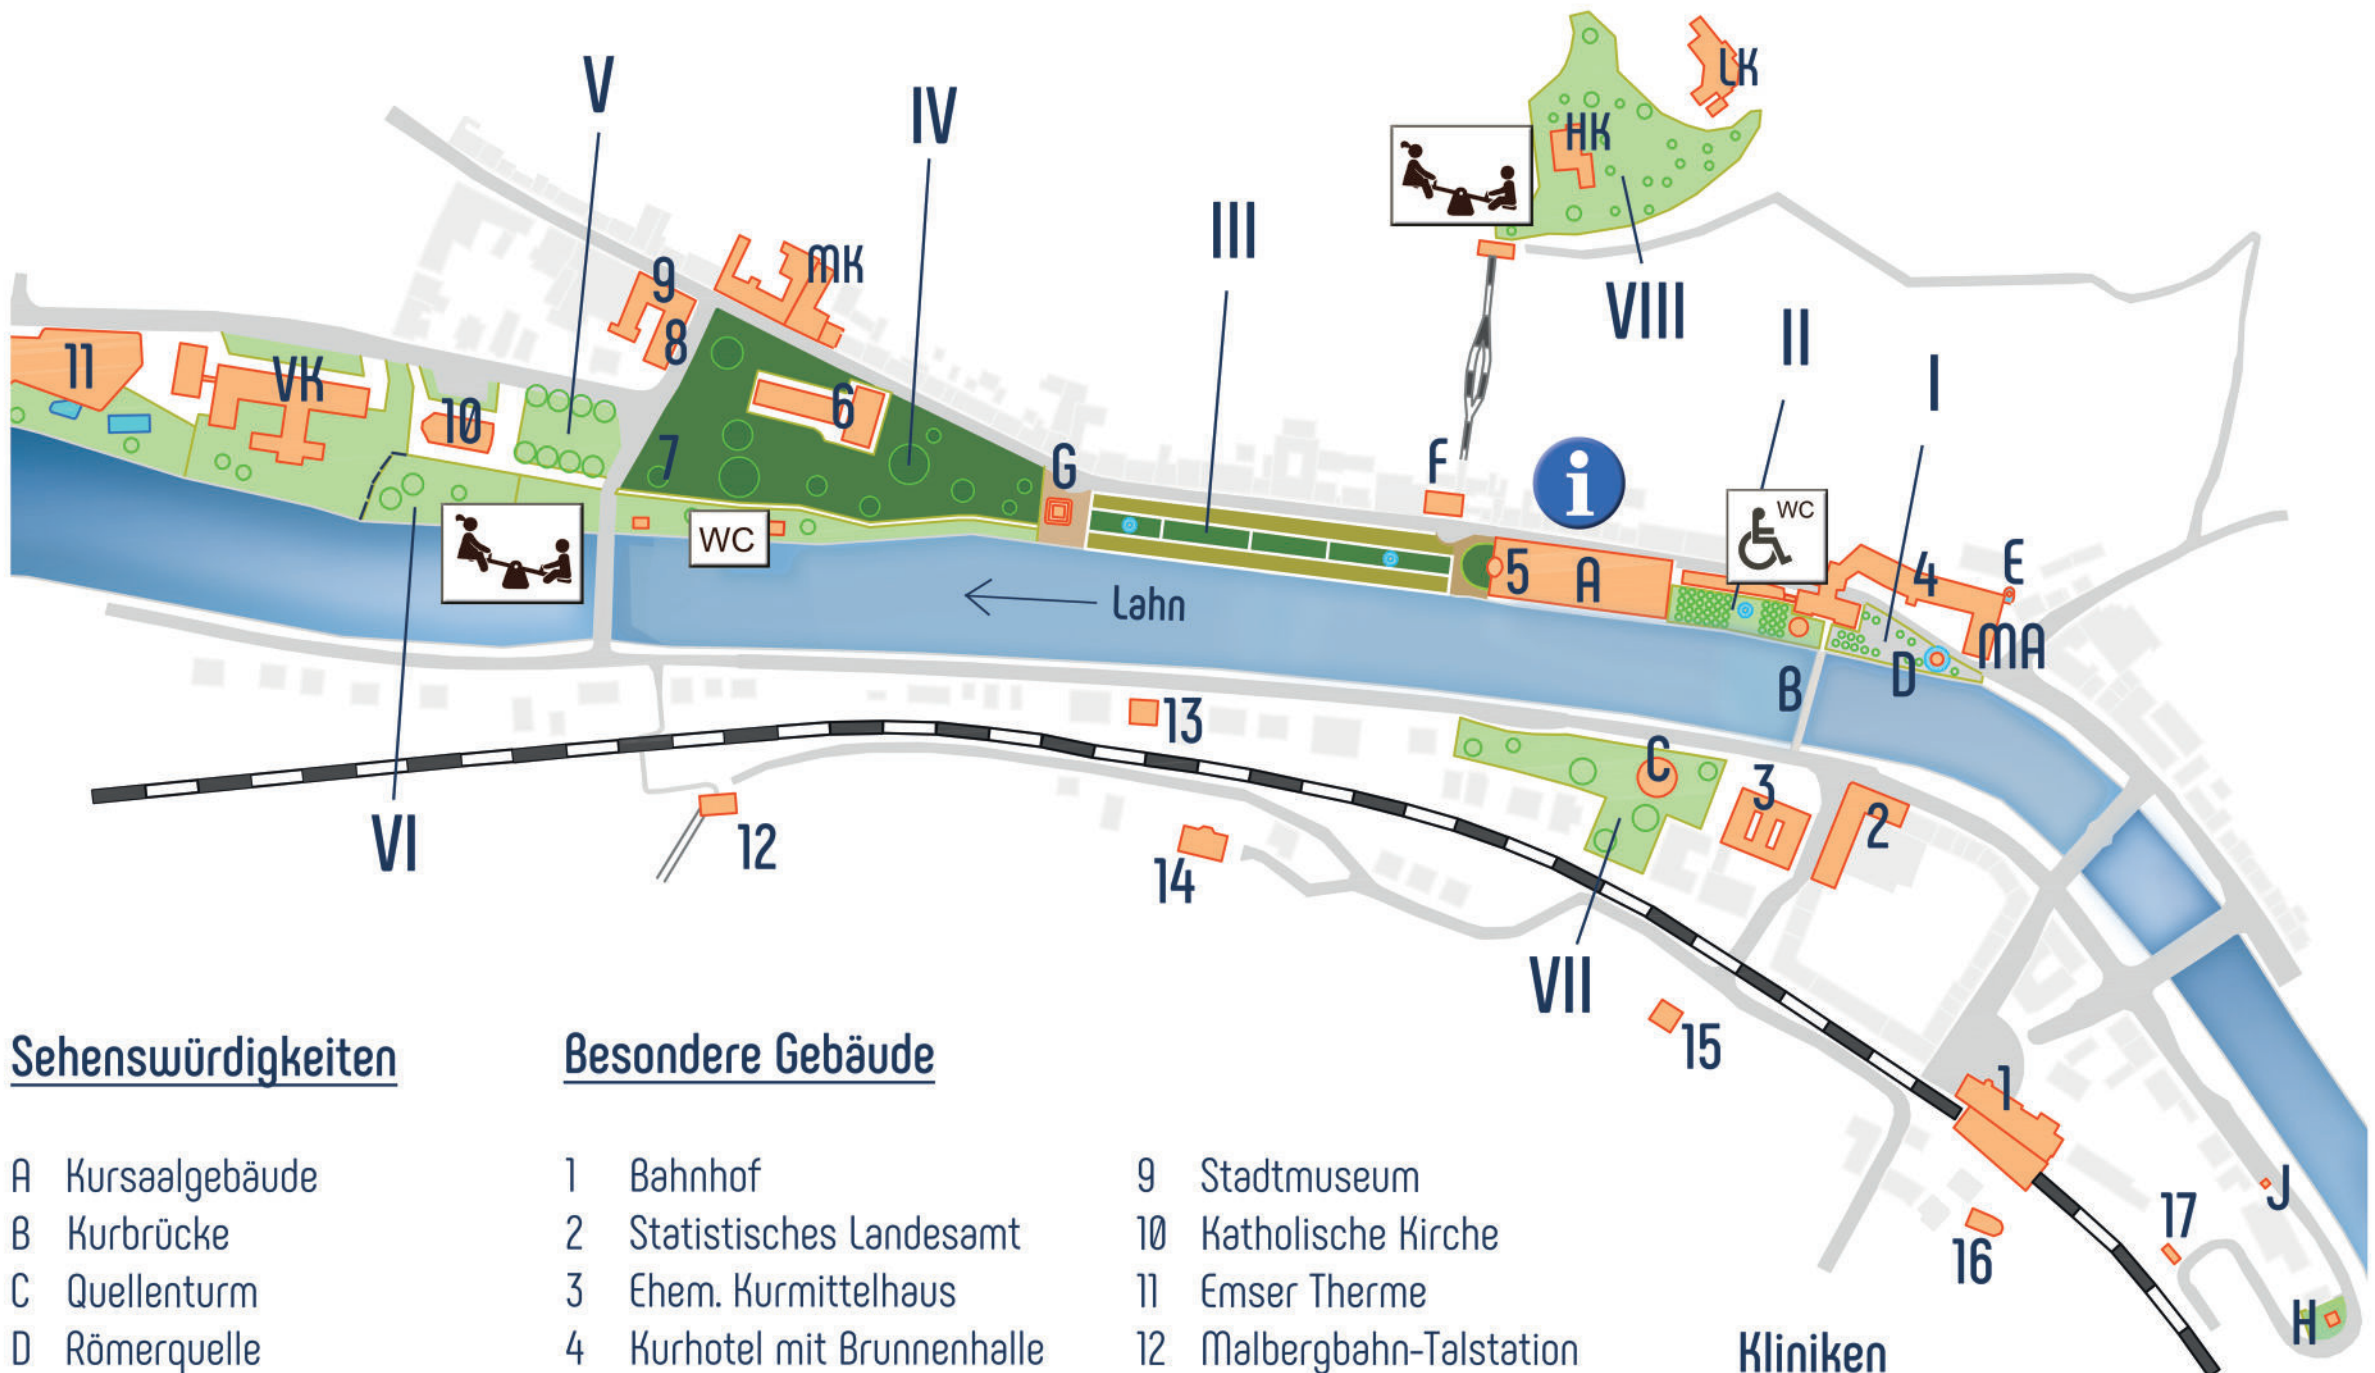 V
IV
III
LK
HK
VIII
II
I
9
MK
8
11
VK
10
6
7
G
F
i
WC
WC
5
A
4
E
Lahn
B
D
MA
13
C
3
2
VI
12
14
VII
15
1
J
17
16
H
Sehenswürdigkeiten
A Kursaalgebäude
B Kurbrücke
C Quellenturm
D Römerquelle
Besondere Gebäude
1 Bahnhof
2 Statistisches Landesamt
3 Ehem. Kurmittelhaus
4 Kurhotel mit Brunnenhalle
9 Stadtmuseum
10 Katholische Kirche
11 Emser Therme
12 Malbergbahn-Talstation
Kliniken